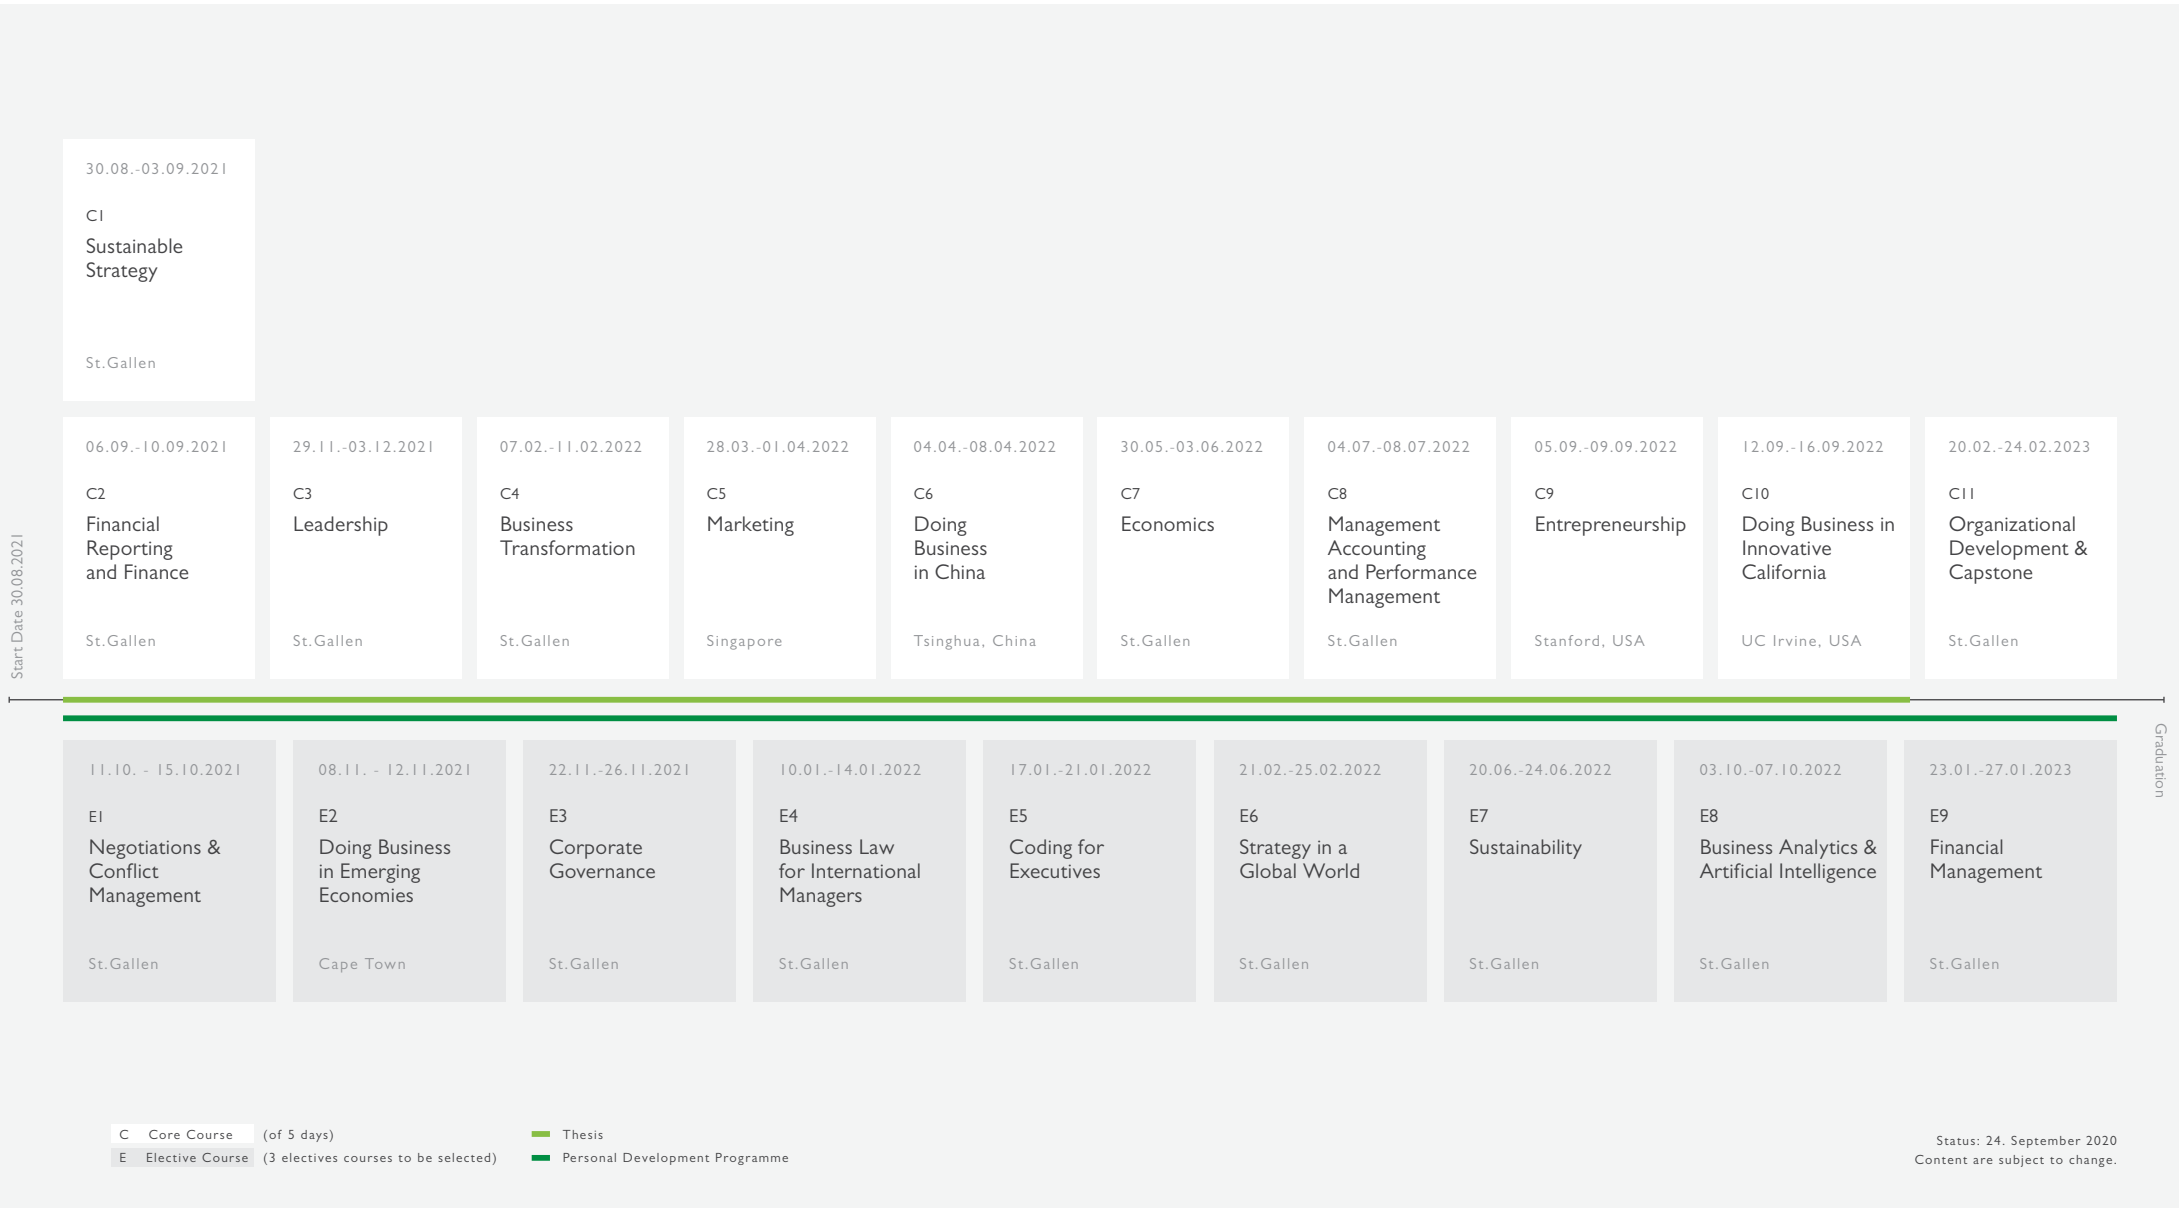 30.08.-03.09.2021
C1
Sustainable
Strategy
St.Gallen
Start Date 30.08.2021
06.09.-10.09.2021
C2
Financial
Reporting
and Finance
St.Gallen
29.11.-03.12.2021
C3
Leadership
St.Gallen
07.02.-11.02.2022
C4
Business
Transformation
St.Gallen
28.03.-01.04.2022
C5
Marketing
Singapore
04.04.-08.04.2022
C6
Doing
Business
in China
Tsinghua, China
30.05.-03.06.2022
C7
Economics
St.Gallen
04.07.-08.07.2022
C8
Management
Accounting
and Performance
Management
St.Gallen
05.09.-09.09.2022
C9
Entrepreneurship
Stanford, USA
12.09.-16.09.2022
C10
Doing Business in
Innovative
California
UC Irvine, USA
20.02.-24.02.2023
C11
Organizational
Development &
Capstone
St.Gallen
11.10. - 15.10.2021
E1
Negotiations &
Conflict
Management
St.Gallen
08.11. - 12.11.2021
E2
Doing Business
in Emerging
Economies
Cape Town
22.11.-26.11.2021
E3
Corporate
Governance
St.Gallen
10.01.-14.01.2022
E4
Business Law
for International
Managers
St.Gallen
17.01.-21.01.2022
E5
Coding for
Executives
St.Gallen
21.02.-25.02.2022
E6
Strategy in a
Global World
St.Gallen
20.06.-24.06.2022
E7
Sustainability
St.Gallen
03.10.-07.10.2022
E8
Business Analytics &
Artificial Intelligence
St.Gallen
23.01.-27.01.2023
E9
Financial
Management
St.Gallen
Graduation
C Core Course (of 5 days)
E Elective Course (3 electives courses to be selected)
Thesis
Personal Development Programme
Status: 24. September 2020
Content are subject to change.